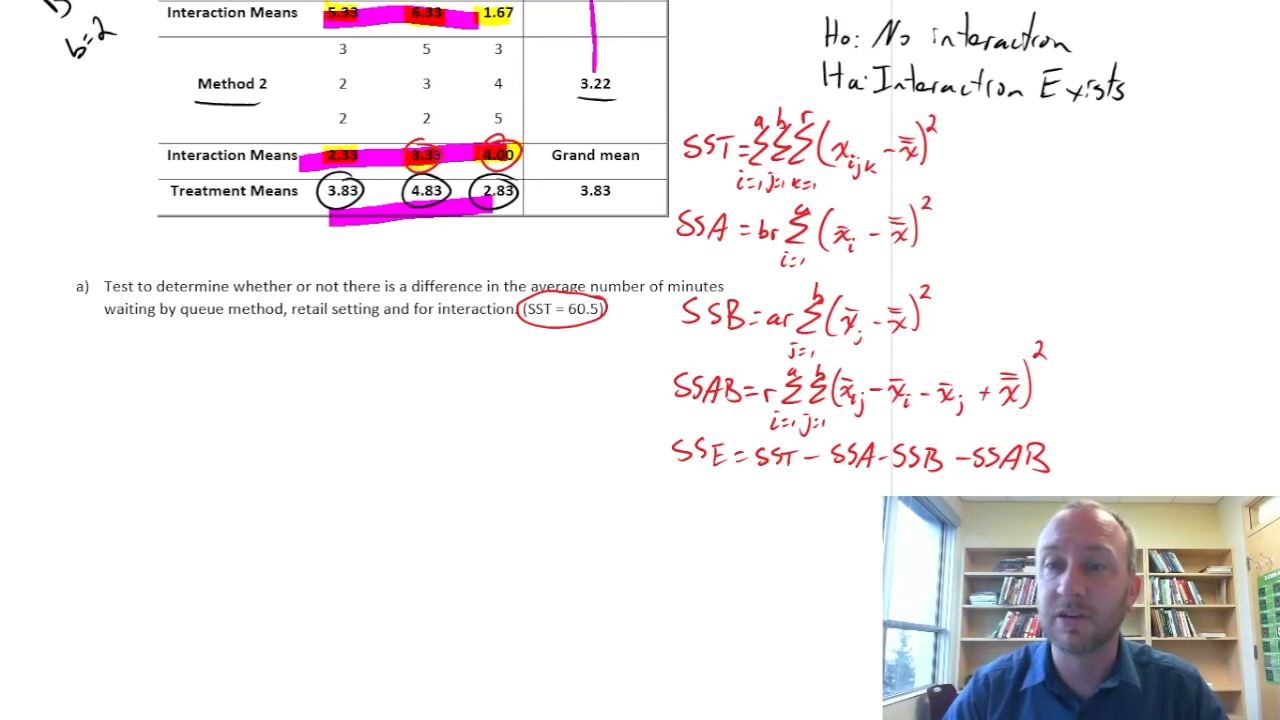 b=2
Interaction Means 5.33 6.33 1.67
3 5 3
Method 2 2 3 4 3.22
2 2 5
Interaction Means 2.33 3.33 4.00 Grand mean
Treatment Means 3.83 4.83 2.83 3.83
a) Test to determine whether or not there is a difference in the average number of minutes
waiting by queue method, retail setting and for interaction. (SST = 60.5)
Ho: No interaction
Ha: Interaction Exists
SST = a∑i=1 b∑j=1 r∑k=1 (xijk - x̿)²
SSA = br a∑i=1 (x̄i - x̿)²
SSB = ar b∑j=1 (x̄j - x̿)²
SSAB = r a∑i=1 b∑j=1 (x̄ij - x̄i - x̄j + x̿)²
SSE = SST - SSA - SSB - SSAB